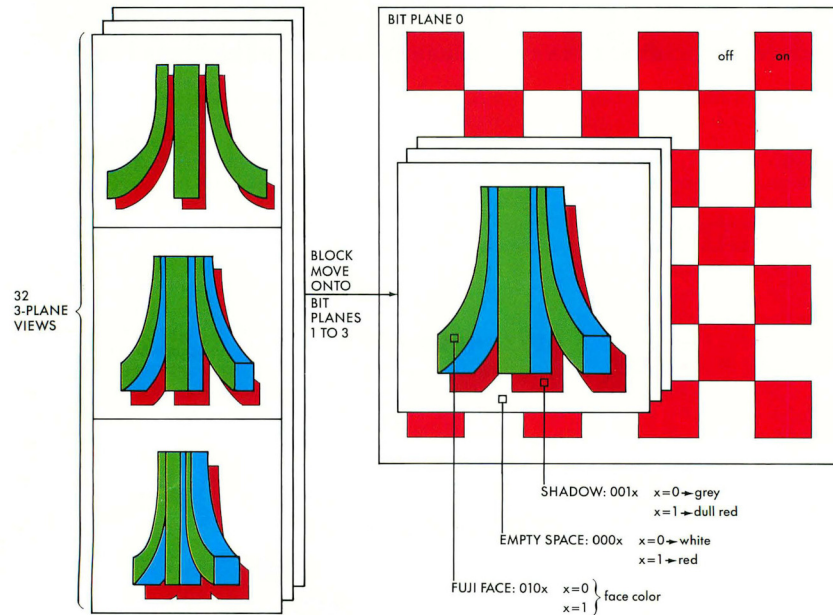 BIT PLANE 0
off
on
32
3-PLANE
VIEWS
BLOCK
MOVE
ONTO
BIT
PLANES
1 TO 3
SHADOW: 001x x=0➛grey
x=1➛dull red
EMPTY SPACE: 000x x=0➛white
x=1➛red
FUJI FACE: 010x x=0
x=1
face color